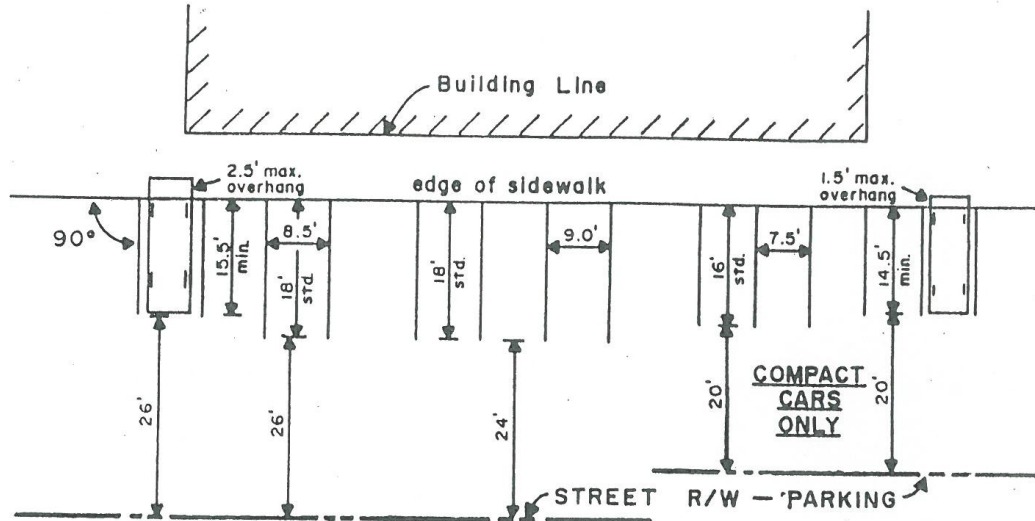 Building Line
2.5' max.
overhang
edge of sidewalk
1.5' max.
overhang
90°
15.5'
min.
8.5'
18'
std.
18'
std.
9.0'
16'
std.
7.5'
14.5'
min.
26'
26'
24'
20'
COMPACT
CARS
ONLY
20'
STREET R/W — PARKING